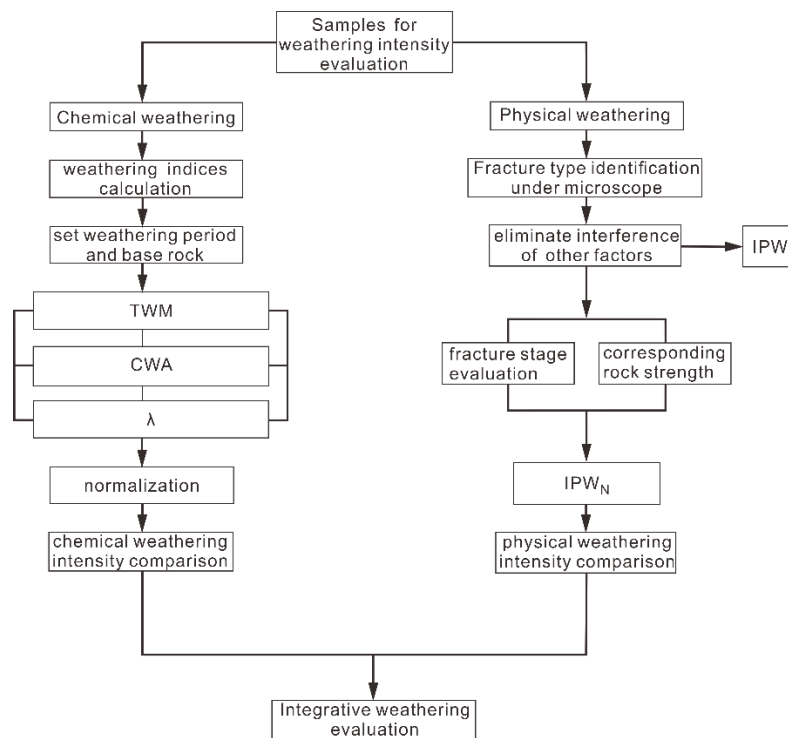 Samples for
weathering intensity
evaluation
Chemical weathering
weathering indices
calculation
set weathering period
and base rock
TWM
CWA
λ
normalization
chemical weathering
intensity comparison
Physical weathering
Fracture type identification
under microscope
eliminate interference
of other factors
IPW
fracture stage
evaluation
corresponding
rock strength
IPWN
physical weathering
intensity comparison
Integrative weathering
evaluation